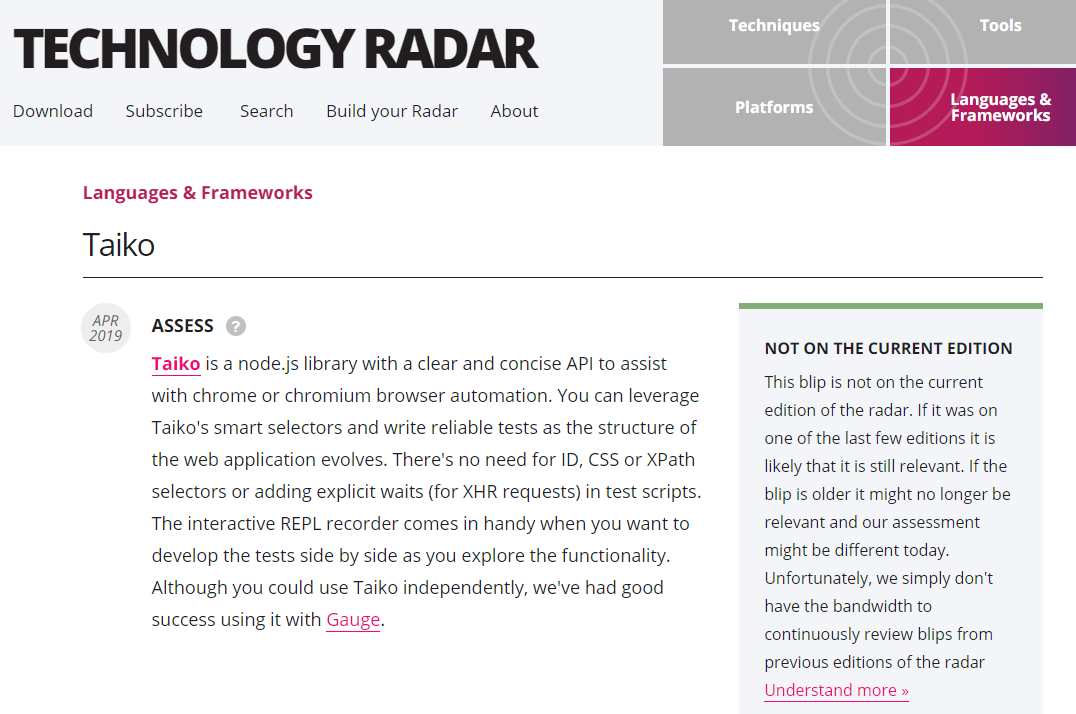 TECHNOLOGY RADAR
Download Subscribe Search Build your Radar About
Techniques
Tools
Platforms
Languages &
Frameworks
Languages & Frameworks
Taiko
APR
2019
ASSESS ?
Taiko is a node.js library with a clear and concise API to assist
with chrome or chromium browser automation. You can leverage
Taiko's smart selectors and write reliable tests as the structure of
the web application evolves. There's no need for ID, CSS or XPath
selectors or adding explicit waits (for XHR requests) in test scripts.
The interactive REPL recorder comes in handy when you want to
develop the tests side by side as you explore the functionality.
Although you could use Taiko independently, we've had good
success using it with Gauge.
NOT ON THE CURRENT EDITION
This blip is not on the current
edition of the radar. If it was on
one of the last few editions it is
likely that it is still relevant. If the
blip is older it might no longer be
relevant and our assessment
might be different today.
Unfortunately, we simply don't
have the bandwidth to
continuously review blips from
previous editions of the radar
Understand more »